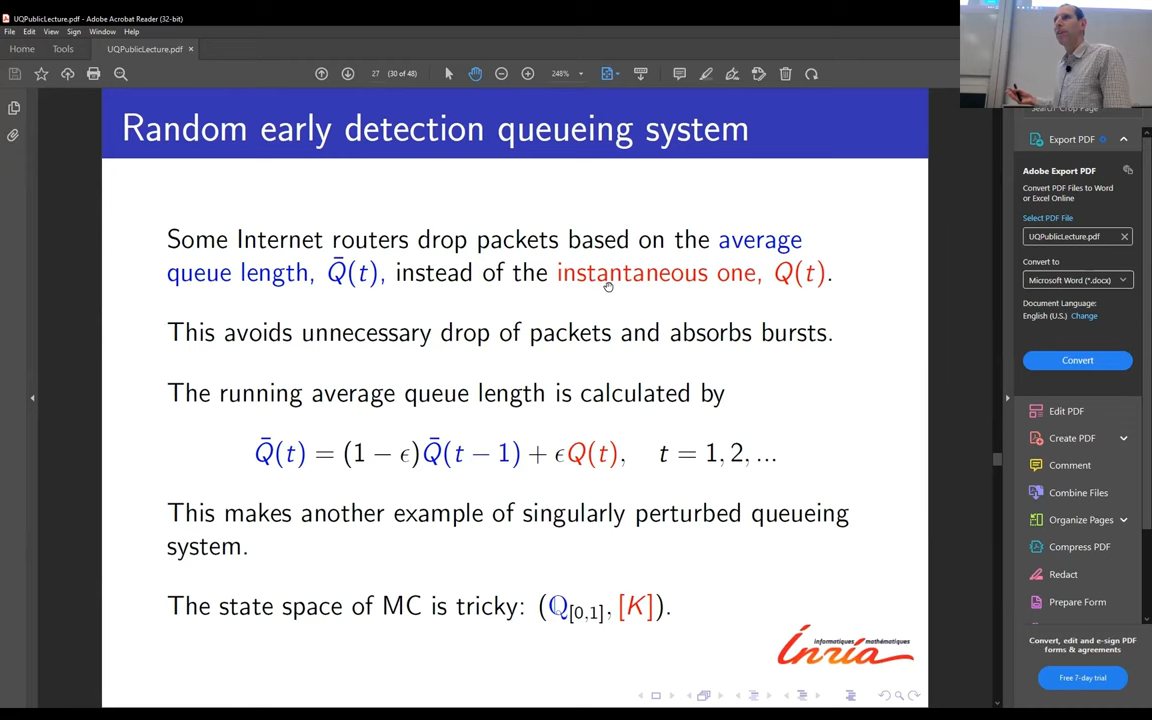 UQPublicLecture.pdf - Adobe Acrobat Reader (32-bit)
File Edit View Sign Window Help
Home Tools UQPublicLecture.pdf ×
27 (30 of 48) 248%
Search 'Crop Page'
Random early detection queueing system
Some Internet routers drop packets based on the average
queue length, Q̄(t), instead of the instantaneous one, Q(t).
This avoids unnecessary drop of packets and absorbs bursts.
The running average queue length is calculated by
Q̄(t) = (1 − ϵ)Q̄(t − 1) + ϵQ(t), t = 1, 2, ...
This makes another example of singularly perturbed queueing
system.
The state space of MC is tricky: (ℚ[0,1], [K]).
informatiques mathématiques
Inria
Export PDF
Adobe Export PDF
Convert PDF Files to Word
or Excel Online
Select PDF File
UQPublicLecture.pdf
Convert to
Microsoft Word (*.docx)
Document Language:
English (U.S.) Change
Convert
Edit PDF
Create PDF
Comment
Combine Files
Organize Pages
Compress PDF
Redact
Prepare Form
Convert, edit and e-sign PDF
forms & agreements
Free 7-day trial